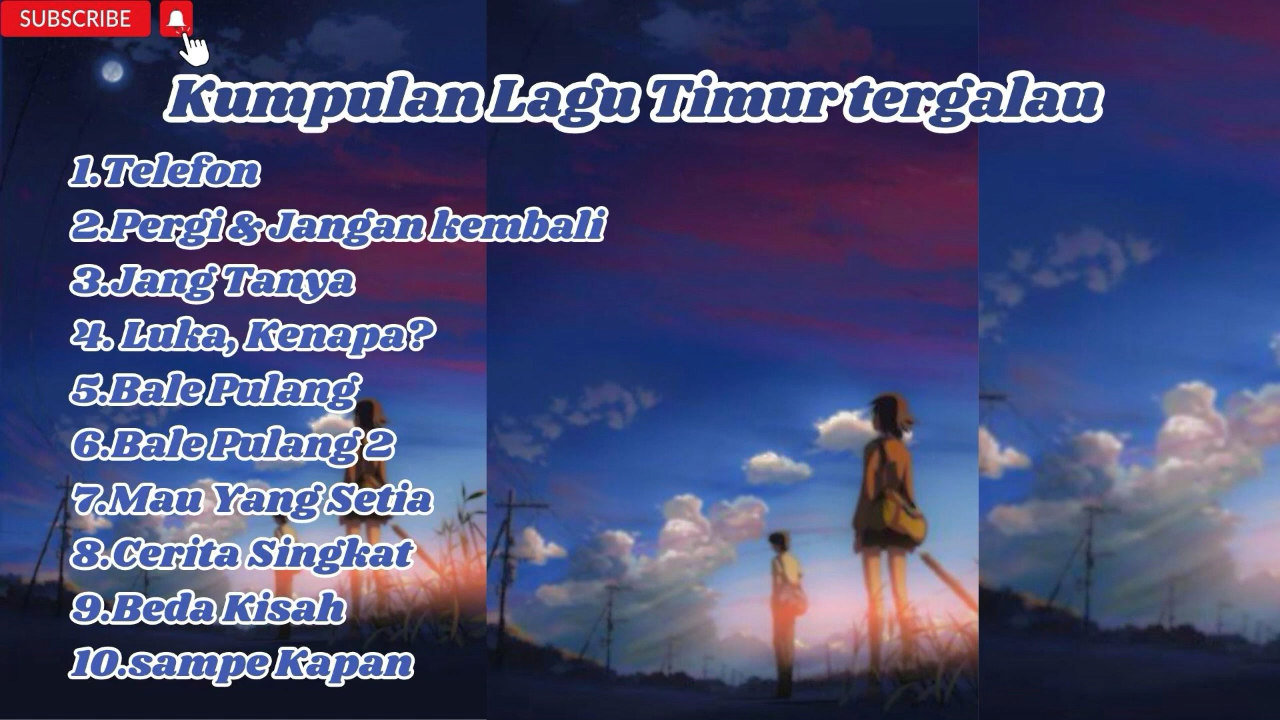 SUBSCRIBE
Kumpulan Lagu Timur tergalau
1.Telefon
2.Pergi & Jangan kembali
3.Jang Tanya
4. Luka, Kenapa?
5.Bale Pulang
6.Bale Pulang 2
7.Mau Yang Setia
8.Cerita Singkat
9.Beda Kisah
10.sampe Kapan